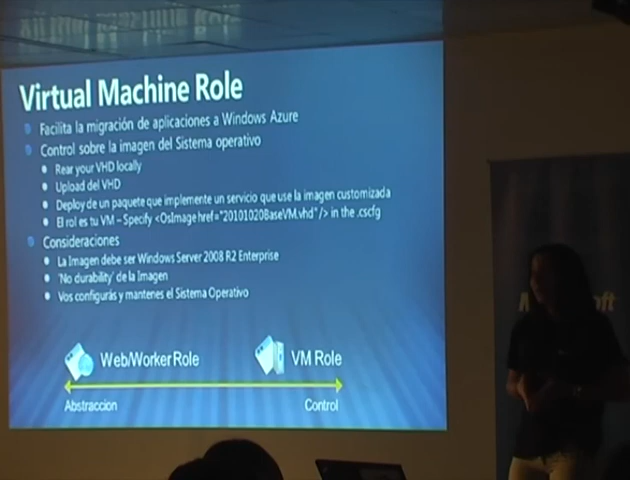 Virtual Machine Role
Facilita la migración de aplicaciones a Windows Azure
Control sobre la imagen del Sistema operativo
Rear your VHD locally
Upload del VHD
Deploy de un paquete que implemente un servicio que use la imagen customizada
El rol es tu VM – Specify <OsImage href="20101020BaseVM.vhd" /> in the .cscfg
Consideraciones
La Imagen debe ser Windows Server 2008 R2 Enterprise
'No durability' de la Imagen
Vos configurás y mantenes el Sistema Operativo
Web/Worker Role
VM Role
Abstraccion
Control